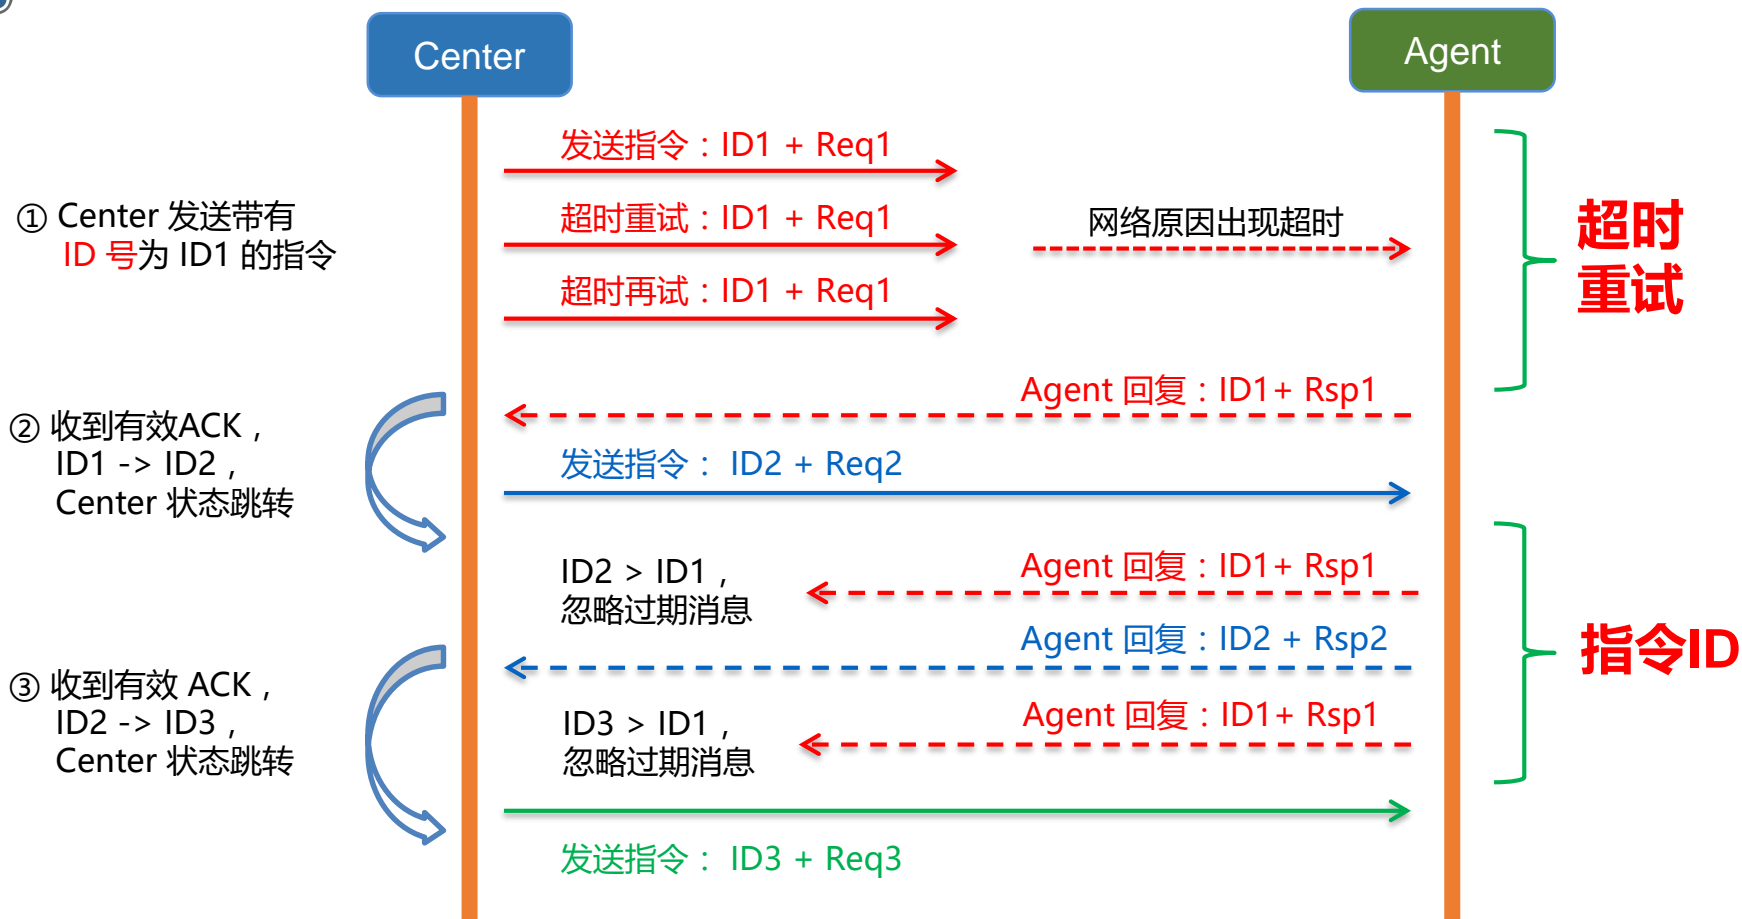 Center
Agent
发送指令：ID1 + Req1
① Center 发送带有
ID 号为 ID1 的指令
超时重试：ID1 + Req1
网络原因出现超时
超时
重试
超时再试：ID1 + Req1
Agent 回复：ID1+ Rsp1
② 收到有效ACK，
ID1 -> ID2，
Center 状态跳转
发送指令： ID2 + Req2
ID2 > ID1，
忽略过期消息
Agent 回复：ID1+ Rsp1
Agent 回复：ID2 + Rsp2
指令ID
③ 收到有效 ACK，
ID2 -> ID3，
Center 状态跳转
ID3 > ID1，
忽略过期消息
Agent 回复：ID1+ Rsp1
发送指令： ID3 + Req3